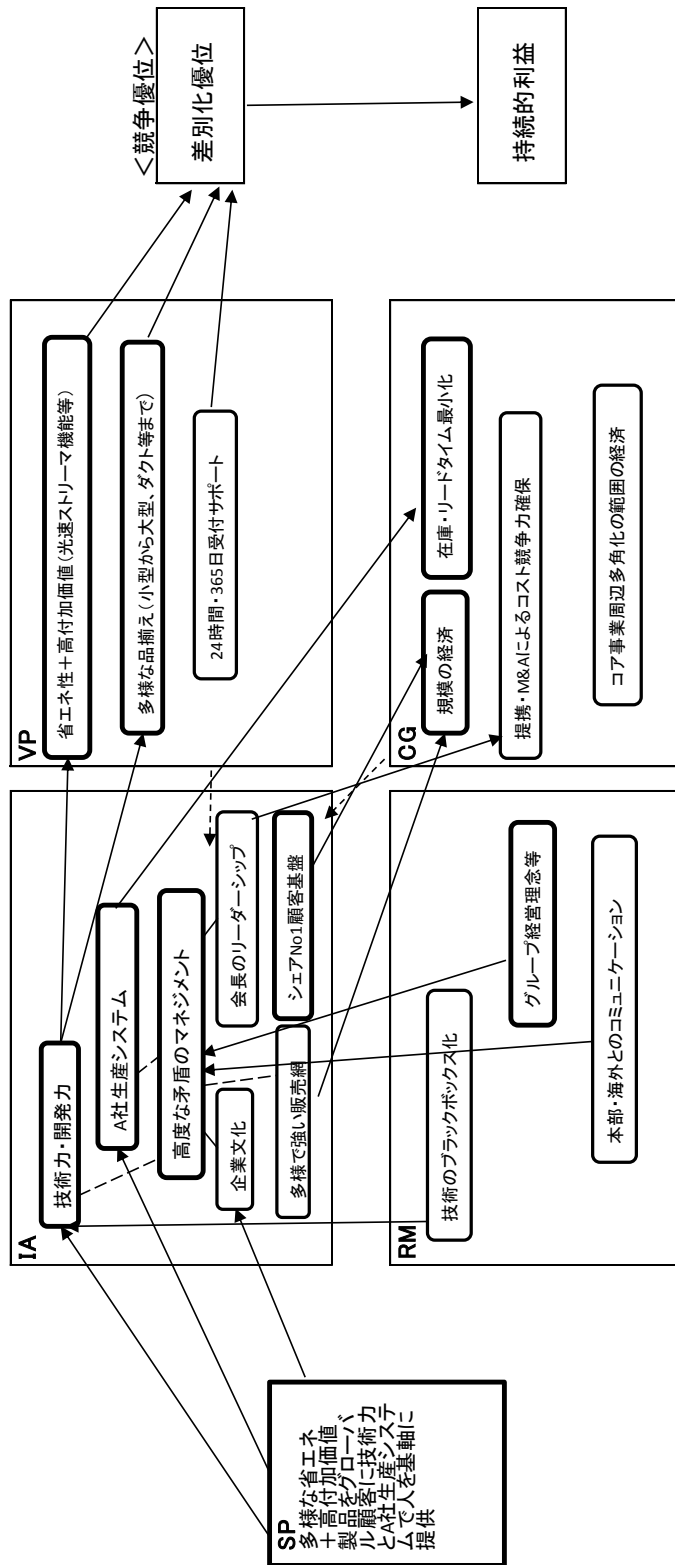 SP
多様な省エネ
+高付加価値
製品をグローバ
ル顧客に技術力
とA社生産システ
ムで人を基軸に
提供
IA
技術力・開発力
A社生産システム
高度な矛盾のマネジメント
企業文化
会長のリーダーシップ
多様で強い販売網
シェアNo1顧客基盤
RM
技術のブラックボックス化
グループ経営理念等
本部・海外とのコミュニケーション
VP
省エネ性+高付加価値(光速ストリーマ機能等)
多様な品揃え(小型から大型、ダクト等まで)
24時間・365日受付サポート
CG
規模の経済
在庫・リードタイム最小化
提携・M&Aによるコスト競争力確保
コア事業周辺多角化の範囲の経済
<競争優位>
差別化優位
持続的利益